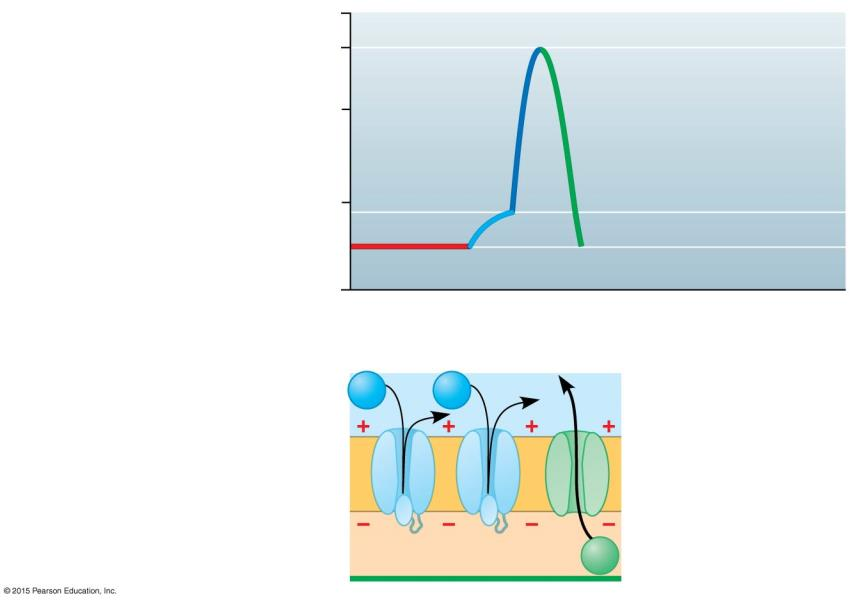 + + + +
− − − −
© 2015 Pearson Education, Inc.